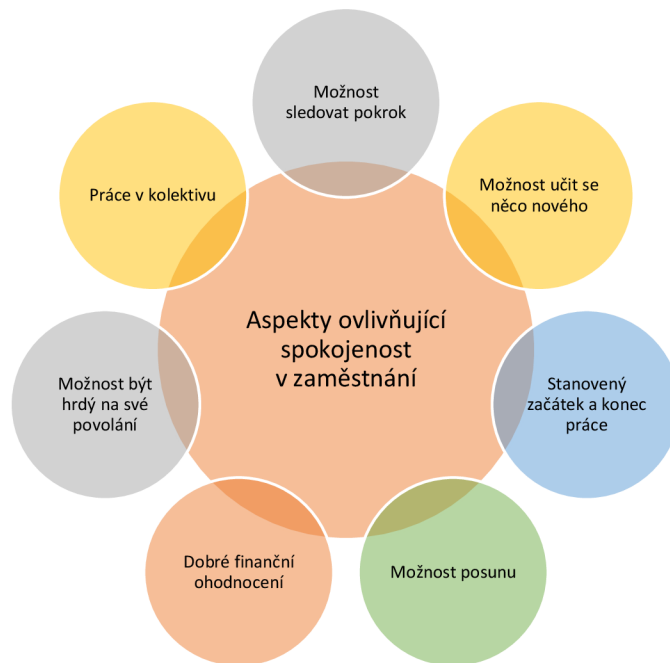 Možnost
sledovat pokrok
Možnost učit se
něco nového
Stanovený
začátek a konec
práce
Možnost posunu
Dobré finanční
ohodnocení
Možnost být
hrdý na své
povolání
Práce v kolektivu
Aspekty ovlivňující
spokojenost
v zaměstnání